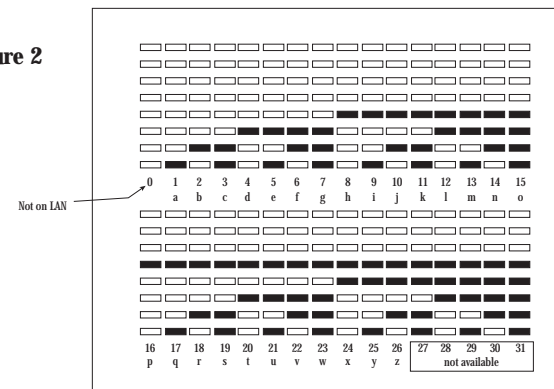 ure 2
0 1 2 3 4 5 6 7 8 9 10 11 12 13 14 15
a b c d e f g h i j k l m n o
Not on LAN
16 17 18 19 20 21 22 23 24 25 26 27 28 29 30 31
p q r s t u v w x y z not available